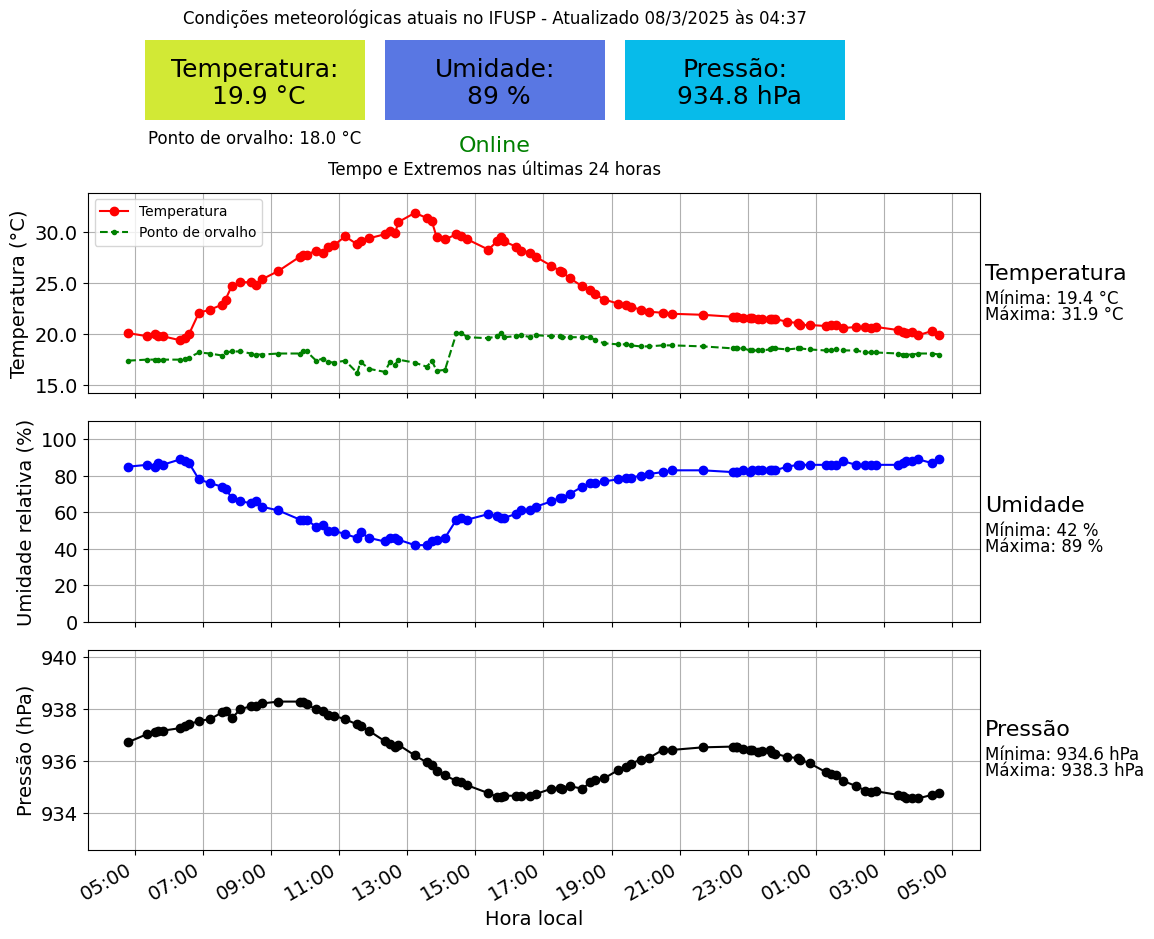 Condições meteorológicas atuais no IFUSP - Atualizado 08/3/2025 às 04:37
Temperatura:
19.9 °C
Umidade:
89 %
Pressão:
934.8 hPa
Ponto de orvalho: 18.0 °C
Online
Tempo e Extremos nas últimas 24 horas
Temperatura (°C)
30.0
25.0
20.0
15.0
Temperatura
Ponto de orvalho
Temperatura
Mínima: 19.4 °C
Máxima: 31.9 °C
Umidade relativa (%)
100
80
60
40
20
0
Umidade
Mínima: 42 %
Máxima: 89 %
Pressão (hPa)
940
938
936
934
Pressão
Mínima: 934.6 hPa
Máxima: 938.3 hPa
05:00 07:00 09:00 11:00 13:00 15:00 17:00 19:00 21:00 23:00 01:00 03:00 05:00
Hora local